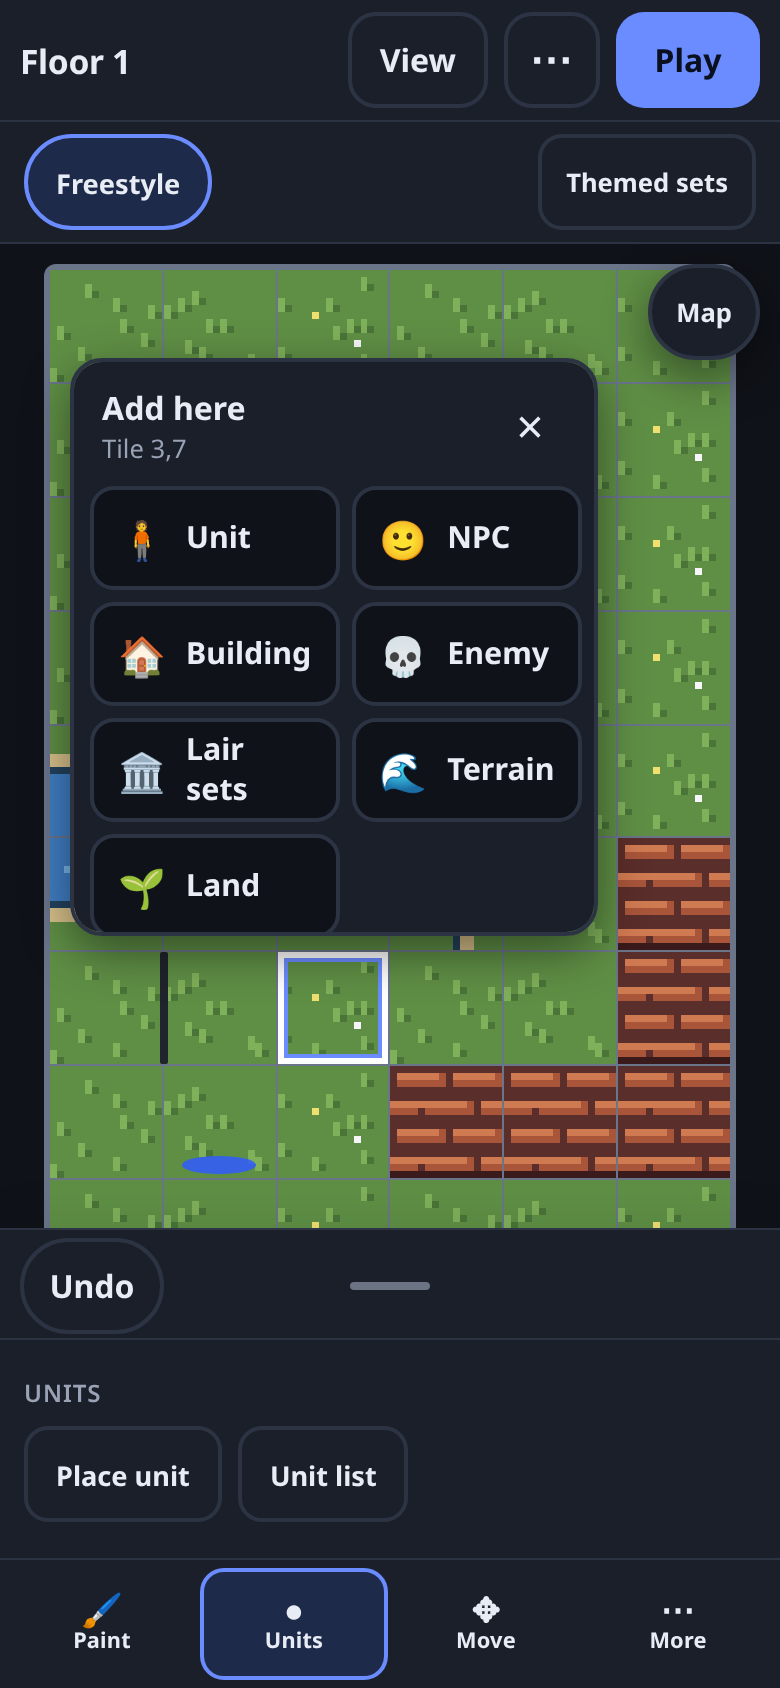 Floor 1
View
...
Play
Freestyle
Themed sets
Map
Add here
Tile 3,7
✕
Unit
NPC
Building
Enemy
Lair
sets
Terrain
Land
Undo
UNITS
Place unit
Unit list
Paint
Units
Move
...
More